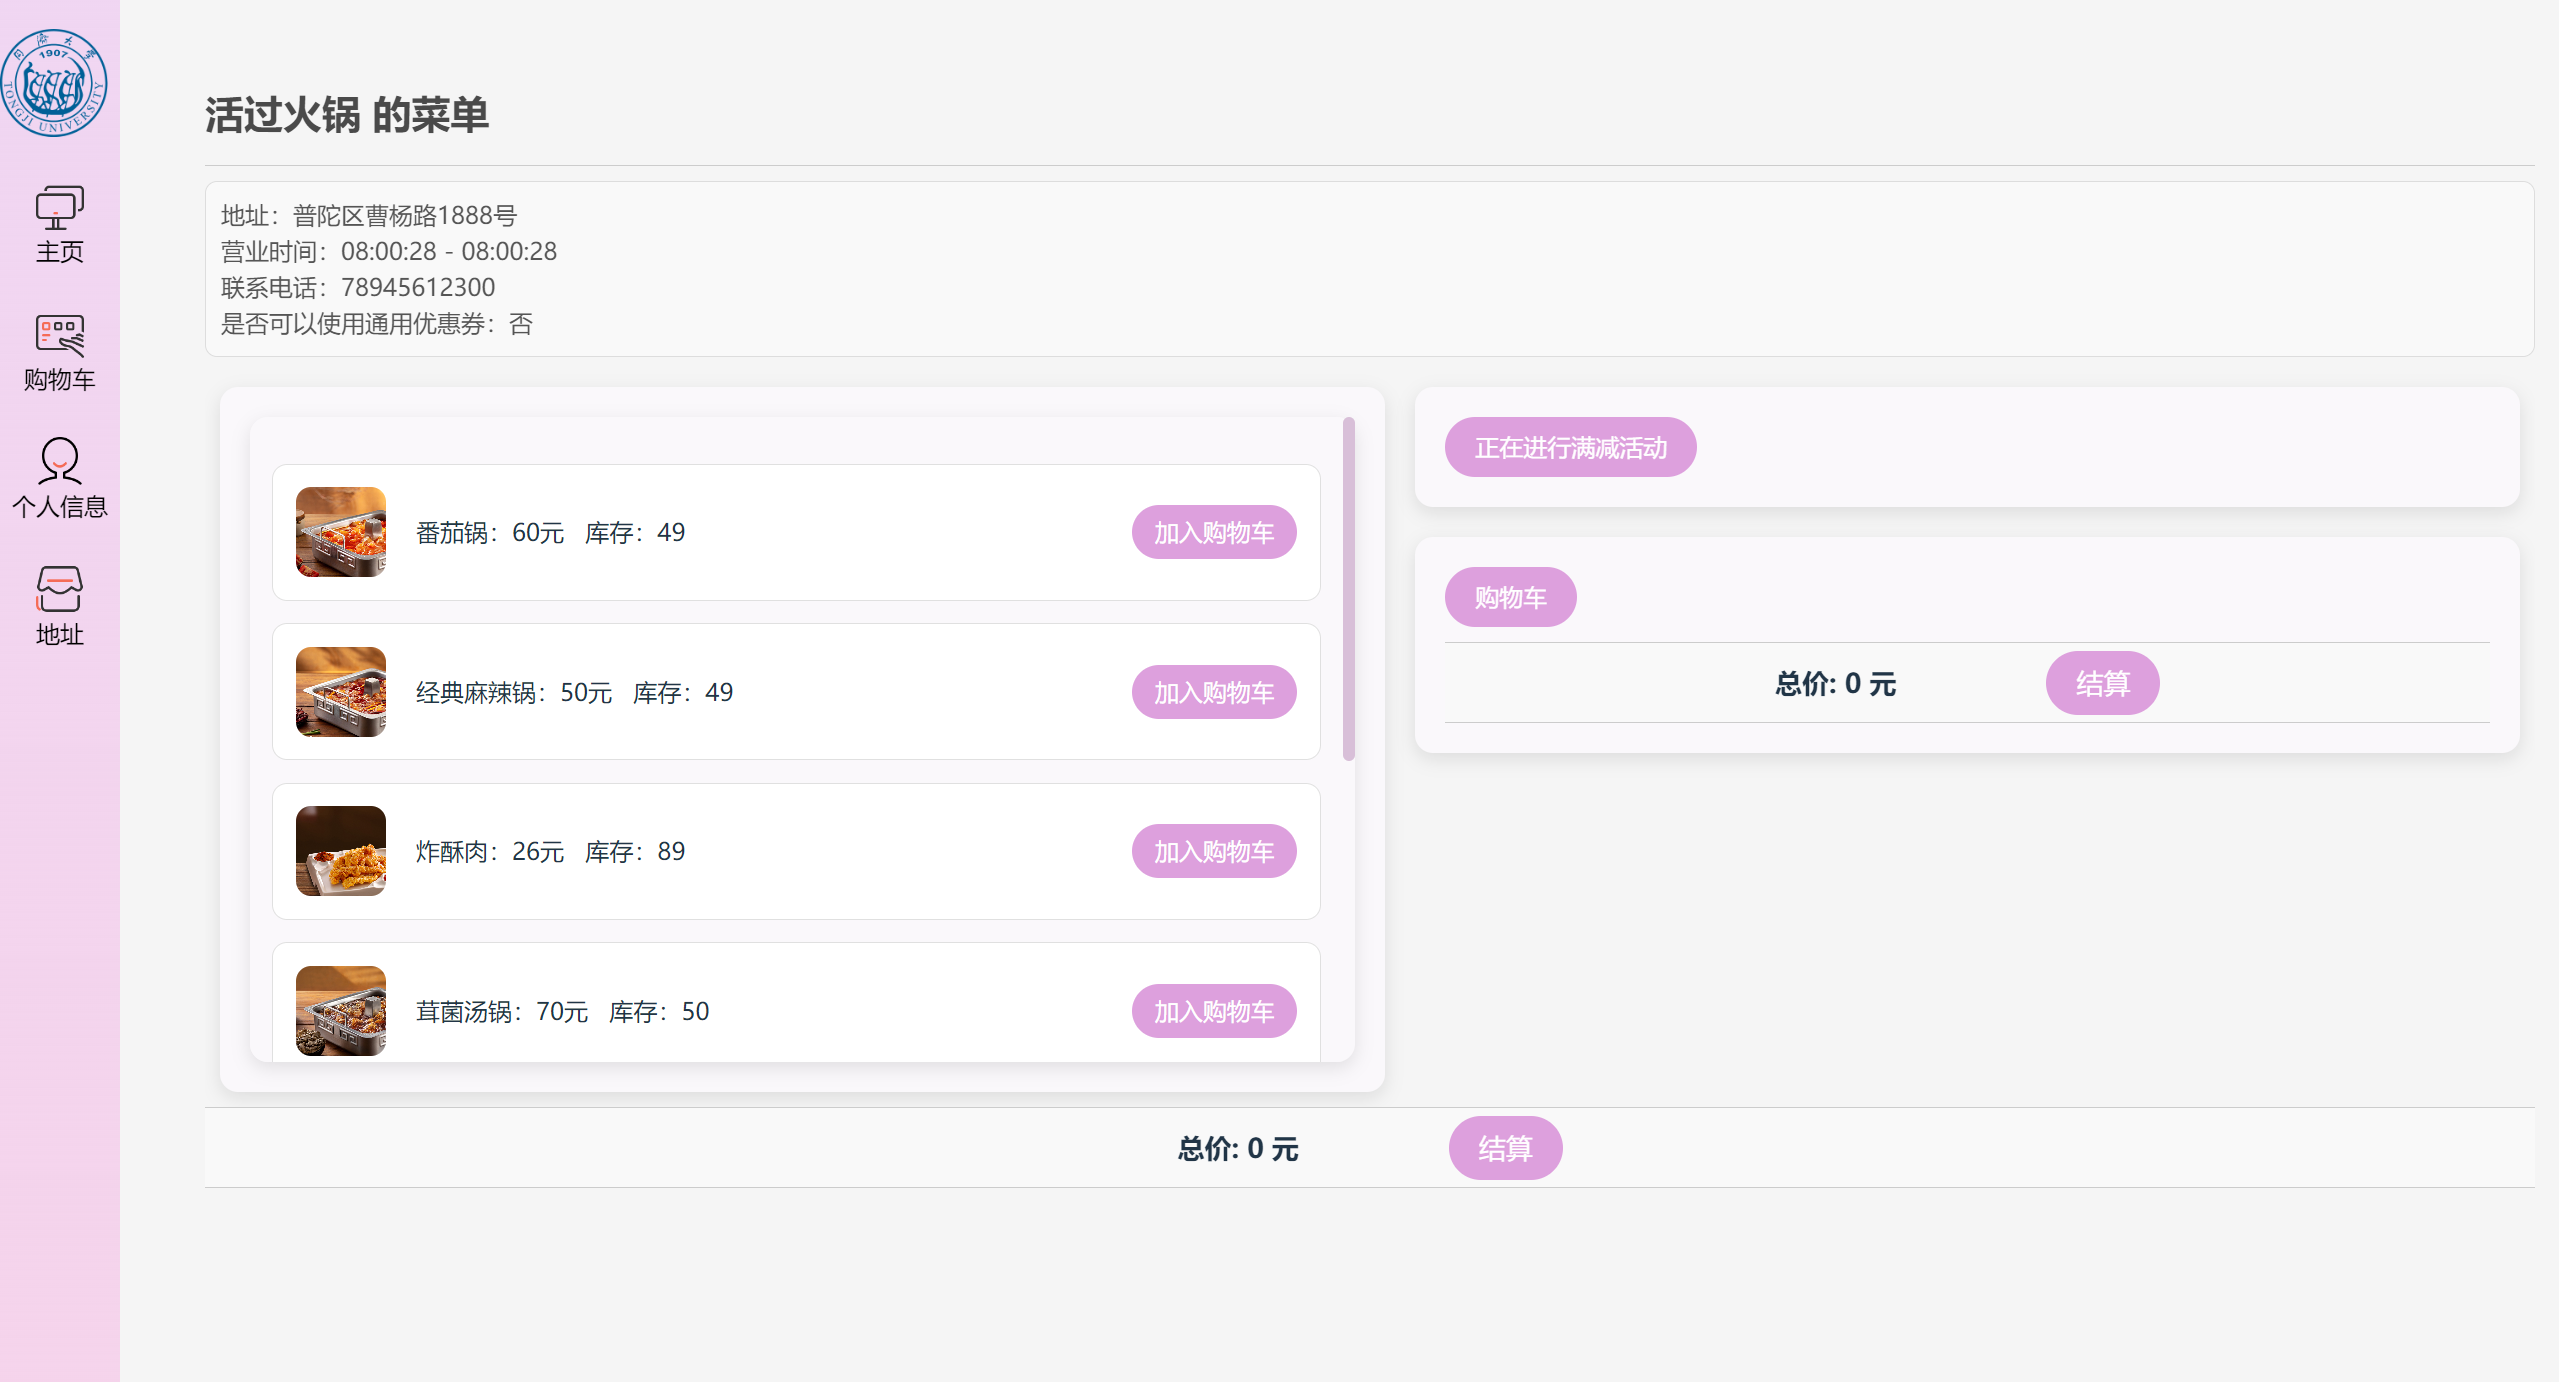 同济大学
1907
TONGJI UNIVERSITY
主页
购物车
个人信息
地址
活过火锅 的菜单
地址：普陀区曹杨路1888号
营业时间：08:00:28 - 08:00:28
联系电话：78945612300
是否可以使用通用优惠券：否
番茄锅：60元 库存：49
加入购物车
经典麻辣锅：50元 库存：49
加入购物车
炸酥肉：26元 库存：89
加入购物车
茸菌汤锅：70元 库存：50
加入购物车
正在进行满减活动
购物车
总价: 0 元
结算
总价: 0 元
结算